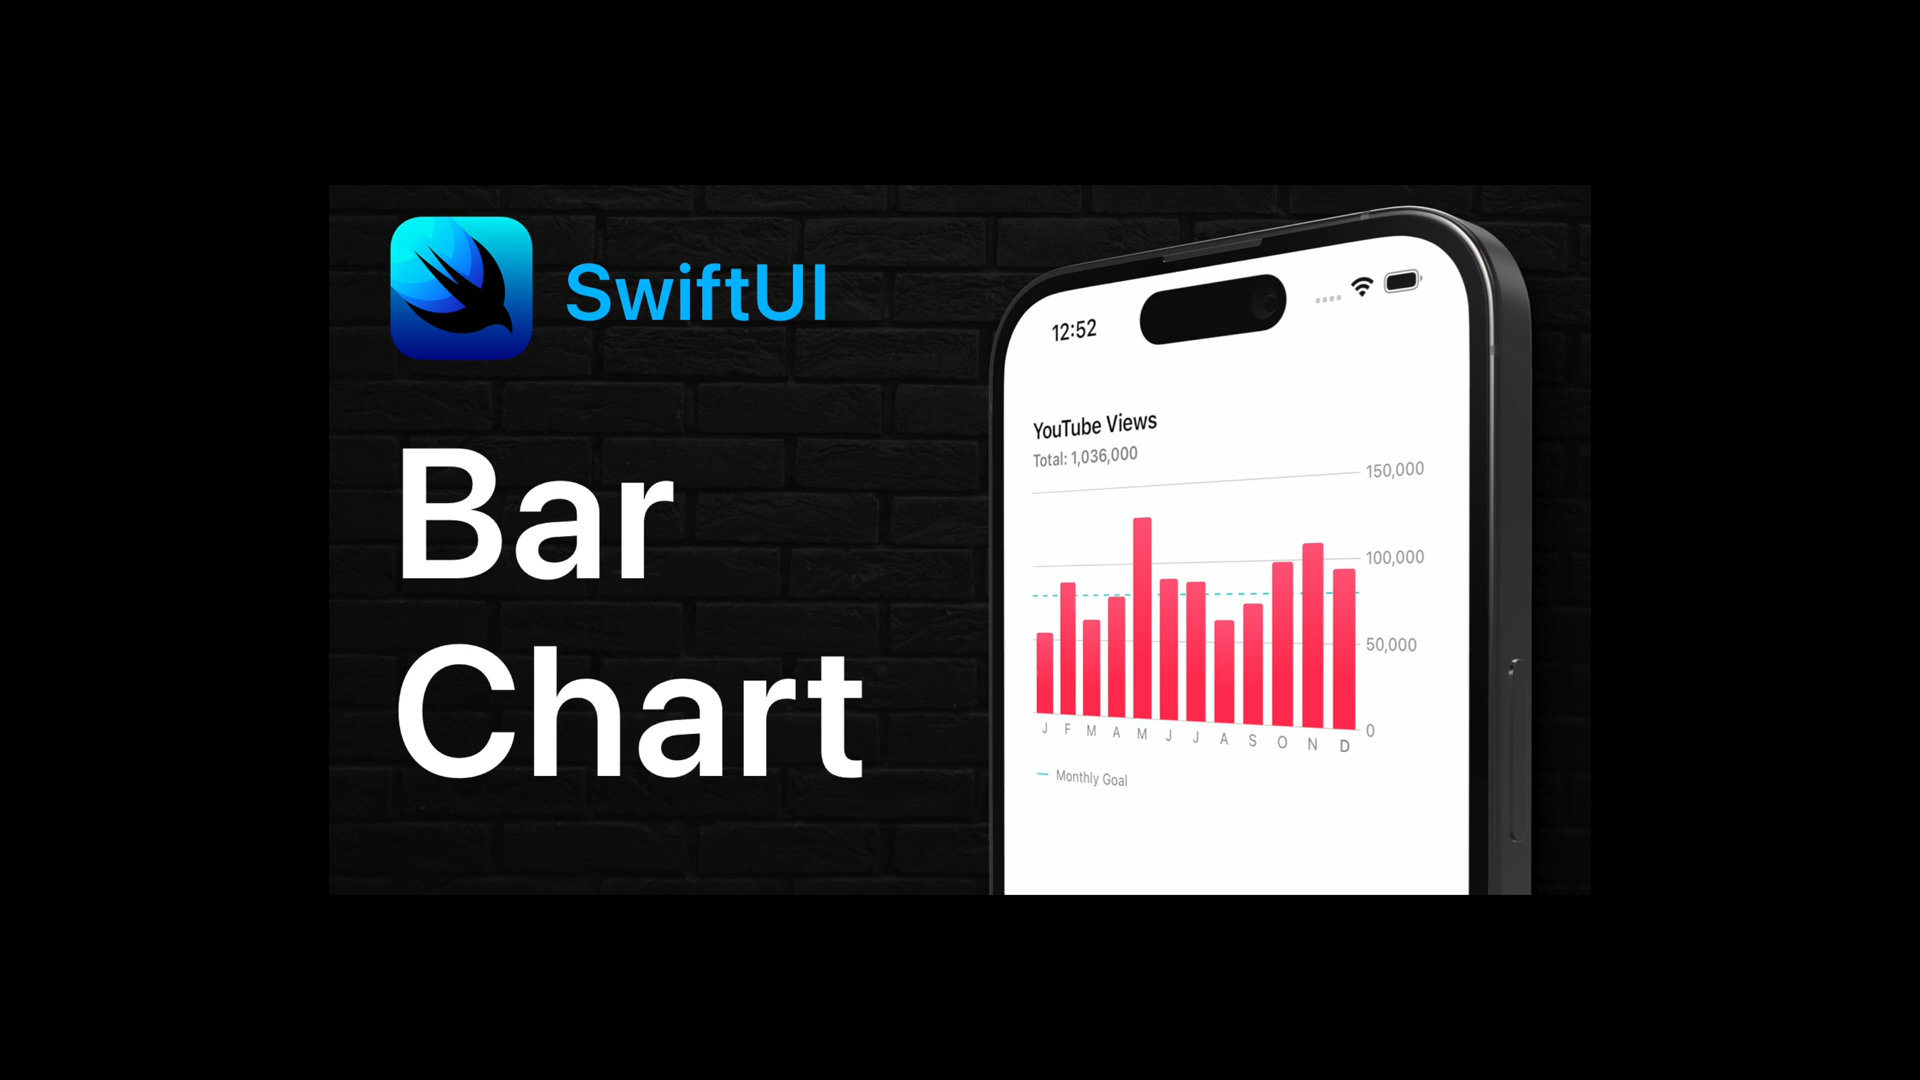 SwiftUI
Bar
Chart
12:52
YouTube Views
Total: 1,036,000
150,000
100,000
50,000
0
J F M A M J J A S O N D
Monthly Goal